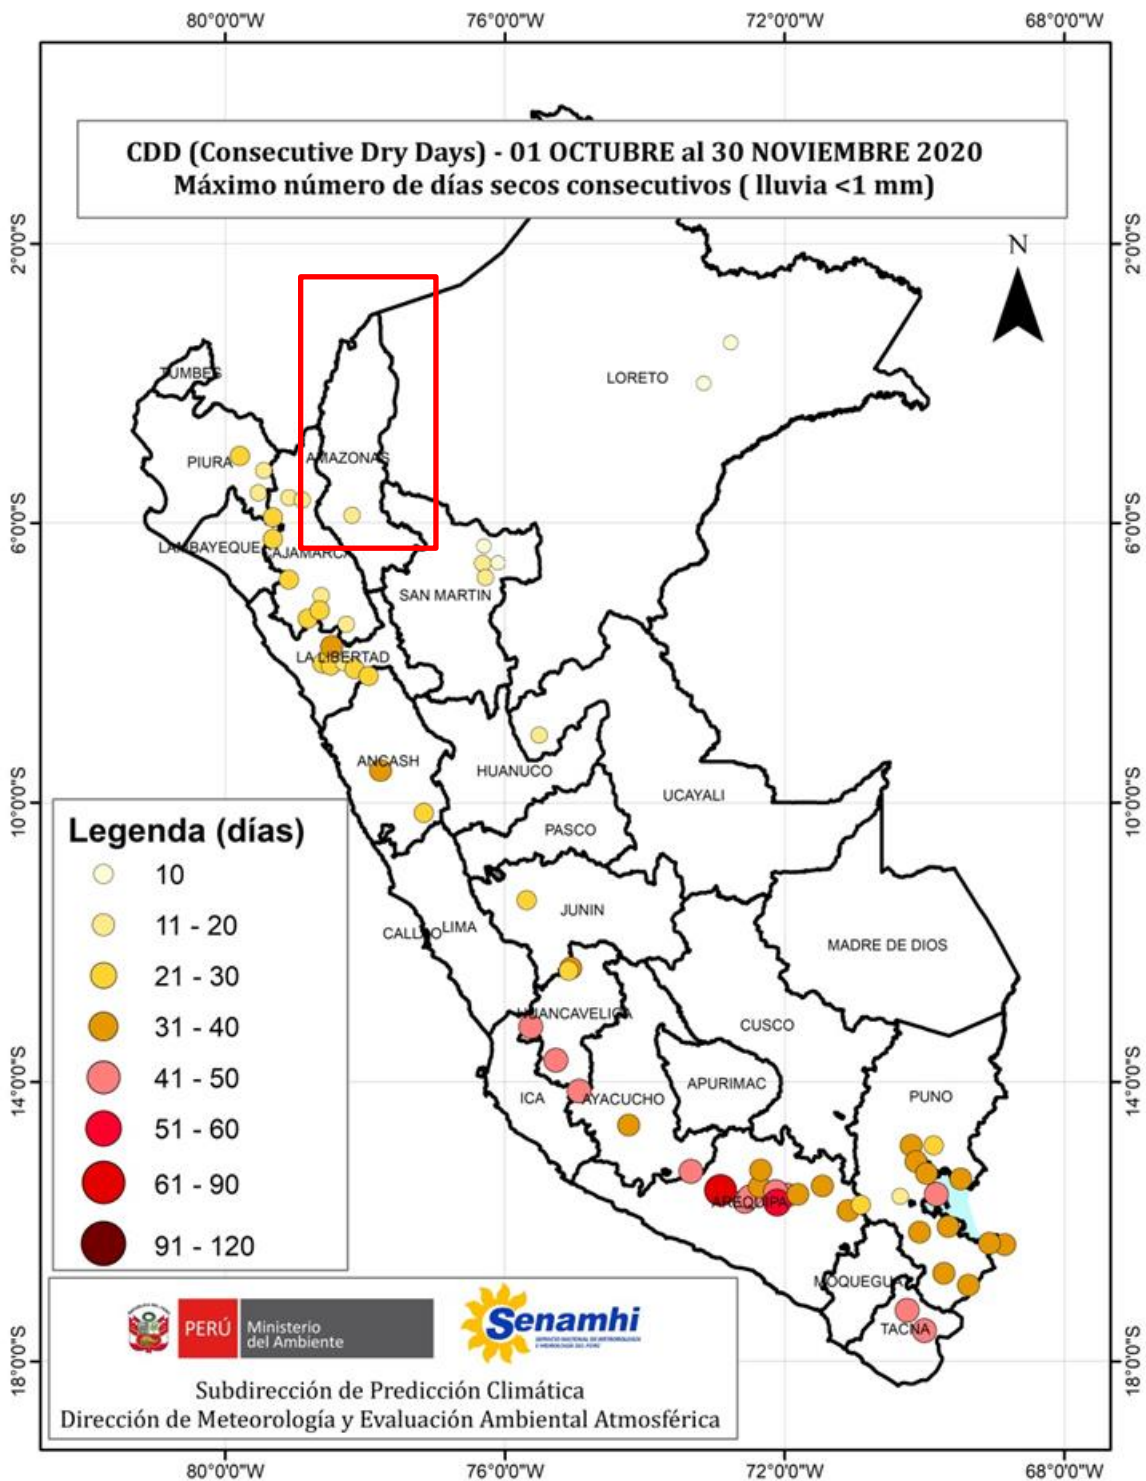 80°0'0"W 76°0'0"W 72°0'0"W 68°0'0"W
CDD (Consecutive Dry Days) - 01 OCTUBRE al 30 NOVIEMBRE 2020
Máximo número de días secos consecutivos ( lluvia <1 mm)
2°0'0"S
2°0'0"S
N
TUMBES
LORETO
PIURA
AMAZONAS
6°0'0"S
6°0'0"S
LAMBAYEQUE
CAJAMARCA
SAN MARTIN
LA LIBERTAD
ANCASH
HUANUCO
UCAYALI
10°0'0"S
10°0'0"S
PASCO
JUNIN
CALLAO
LIMA
MADRE DE DIOS
HUANCAVELICA
CUSCO
14°0'0"S
14°0'0"S
ICA
AYACUCHO
APURIMAC
PUNO
AREQUIPA
MOQUEGUA
TACNA
18°0'0"S
18°0'0"S
Legenda (días)
10
11 - 20
21 - 30
31 - 40
41 - 50
51 - 60
61 - 90
91 - 120
PERÚ
Ministerio
del Ambiente
Senamhi
Subdirección de Predicción Climática
Dirección de Meteorología y Evaluación Ambiental Atmosférica
80°0'0"W 76°0'0"W 72°0'0"W 68°0'0"W